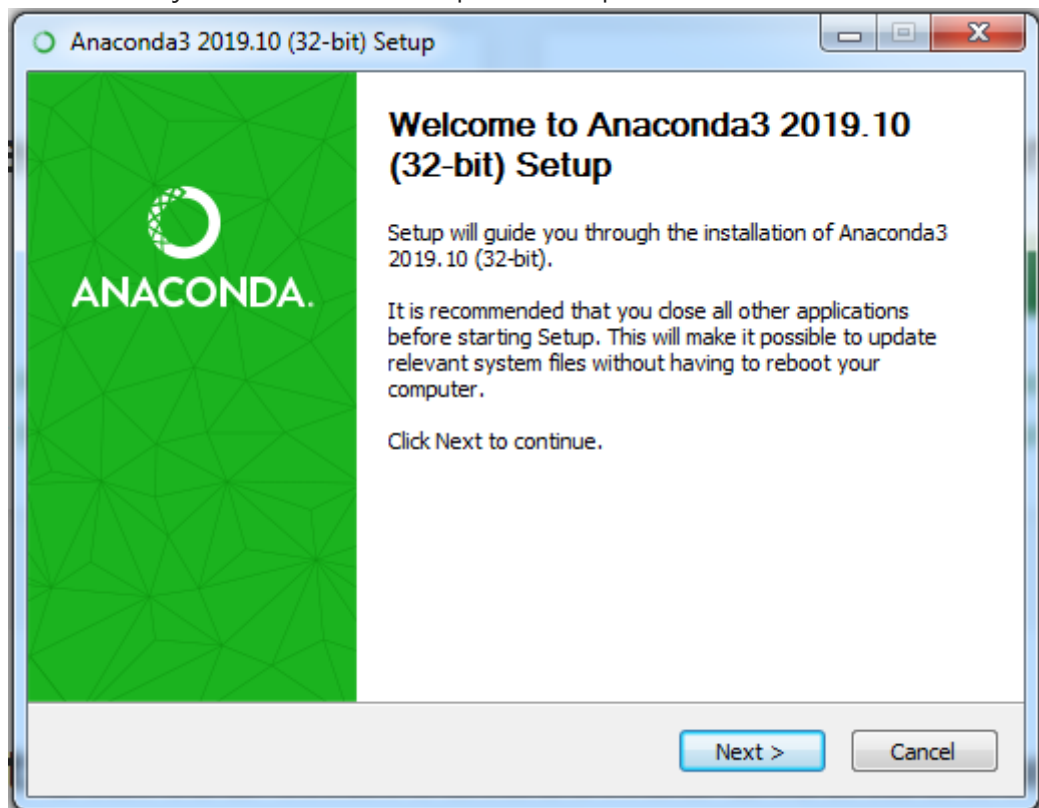 Anaconda3 2019.10 (32-bit) Setup
Welcome to Anaconda3 2019.10
(32-bit) Setup
Setup will guide you through the installation of Anaconda3
2019.10 (32-bit).
It is recommended that you close all other applications
before starting Setup. This will make it possible to update
relevant system files without having to reboot your
computer.
Click Next to continue.
ANACONDA.
Next >
Cancel